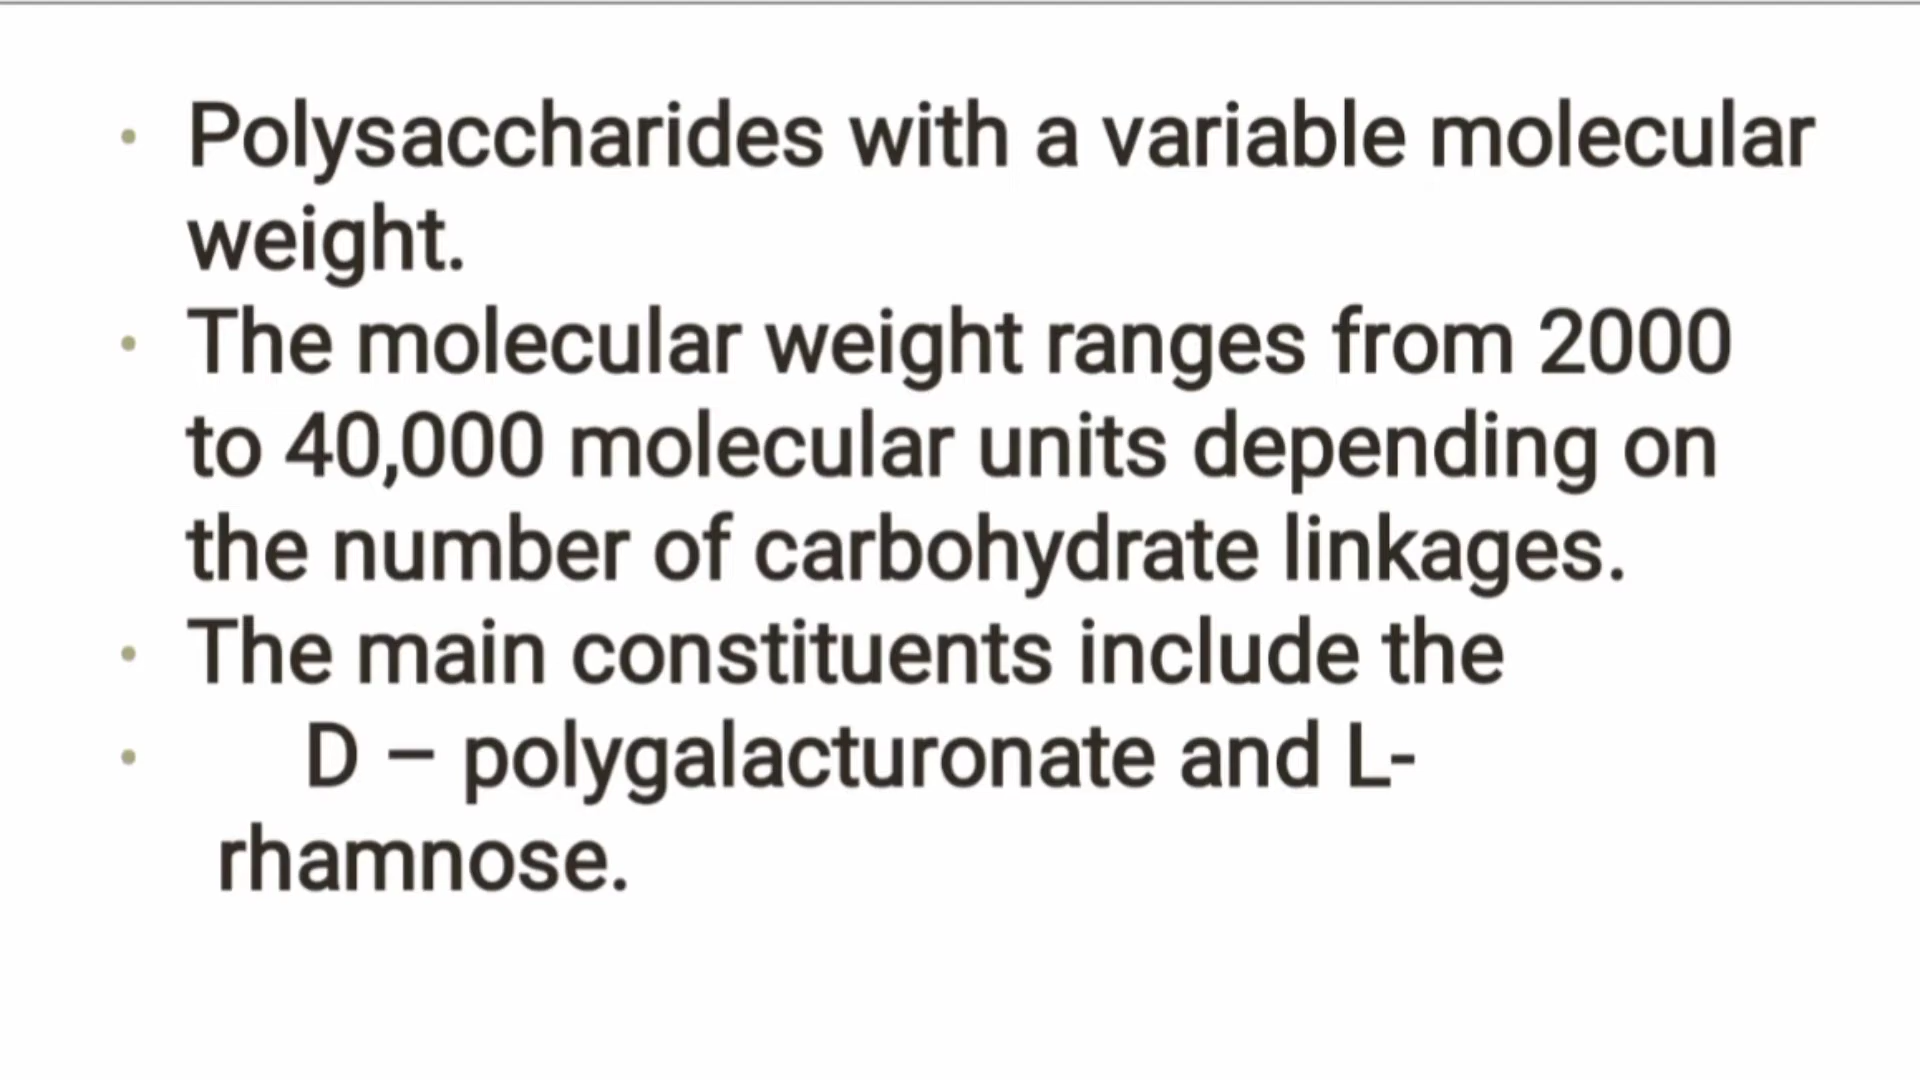 • Polysaccharides with a variable molecular
weight.
• The molecular weight ranges from 2000
to 40,000 molecular units depending on
the number of carbohydrate linkages.
• The main constituents include the
• D – polygalacturonate and L-
rhamnose.